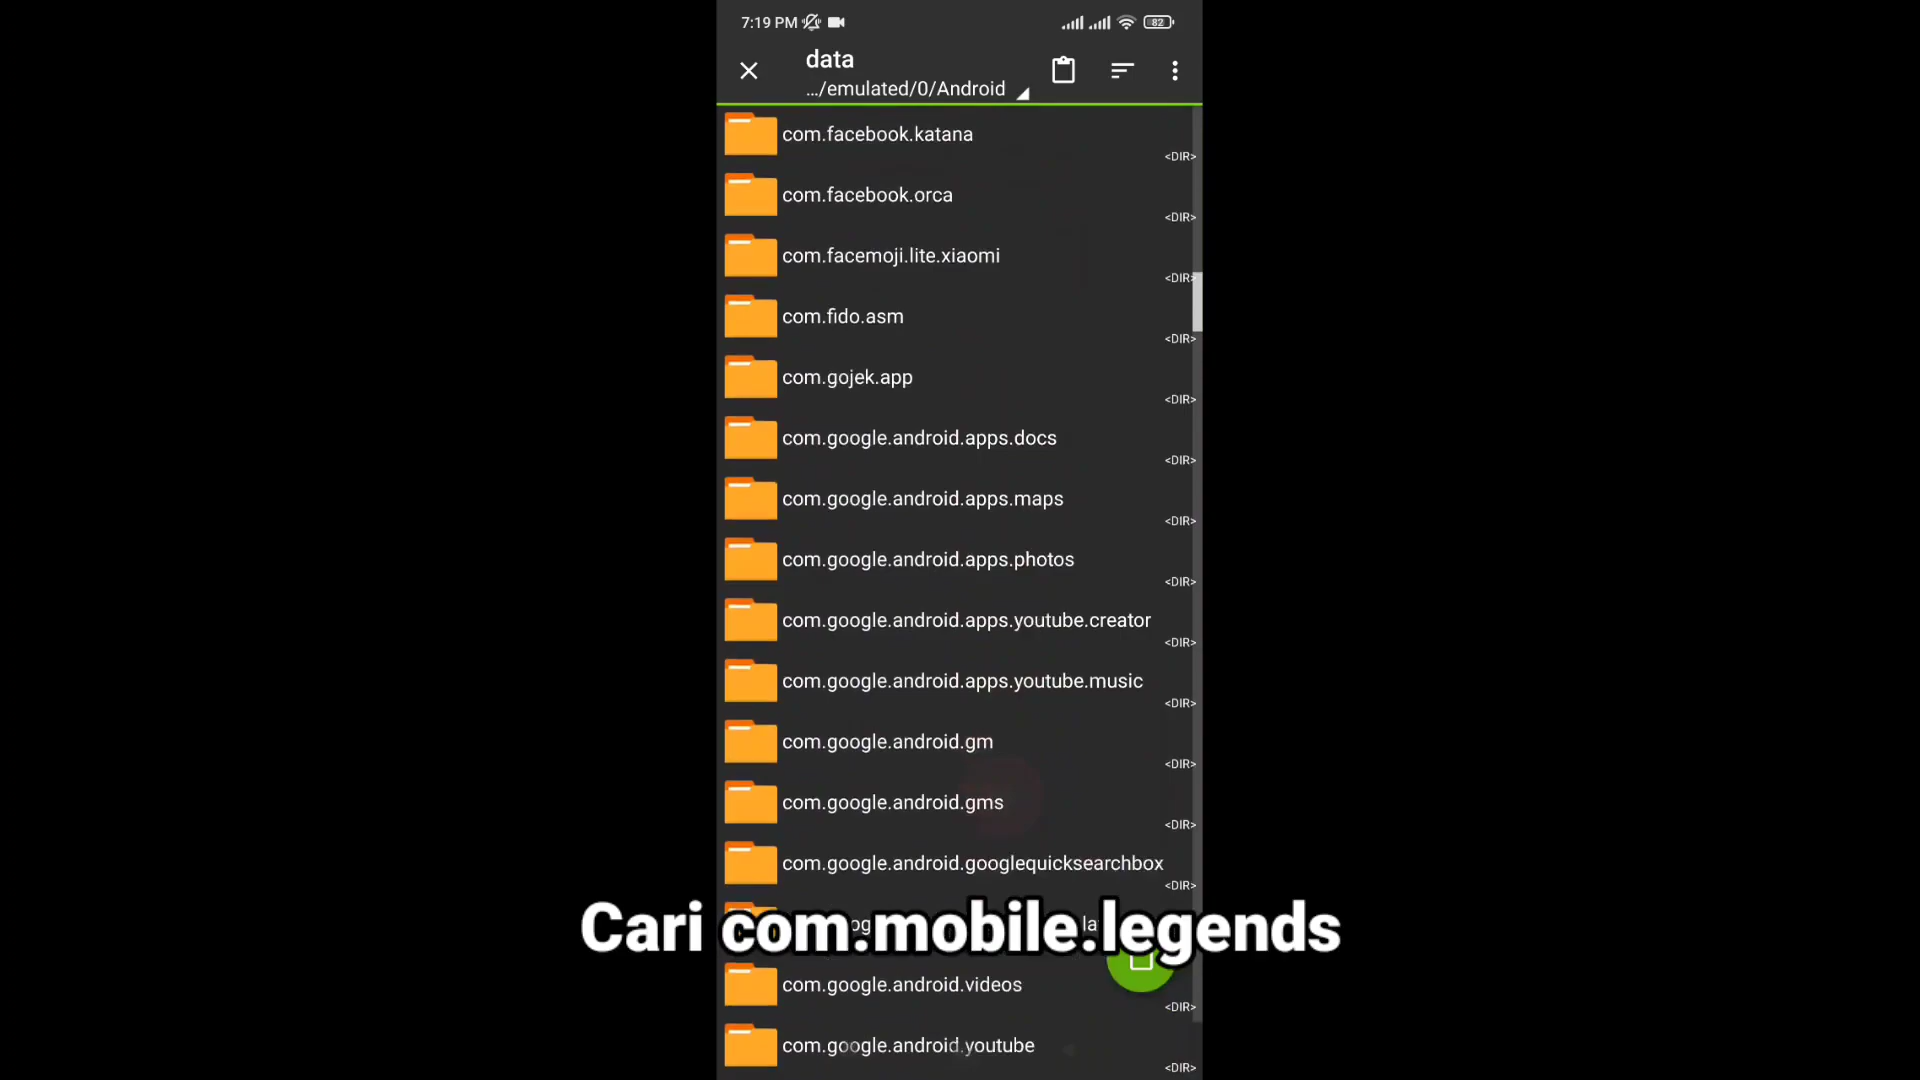 7:19 PM
82
data
.../emulated/0/Android
com.facebook.katana
<DIR>
com.facebook.orca
<DIR>
com.facemoji.lite.xiaomi
<DIR>
com.fido.asm
<DIR>
com.gojek.app
<DIR>
com.google.android.apps.docs
<DIR>
com.google.android.apps.maps
<DIR>
com.google.android.apps.photos
<DIR>
com.google.android.apps.youtube.creator
<DIR>
com.google.android.apps.youtube.music
<DIR>
com.google.android.gm
<DIR>
com.google.android.gms
<DIR>
com.google.android.googlequicksearchbox
<DIR>
Cari com.mobile.legends
com.google.android.videos
<DIR>
com.google.android.youtube
<DIR>